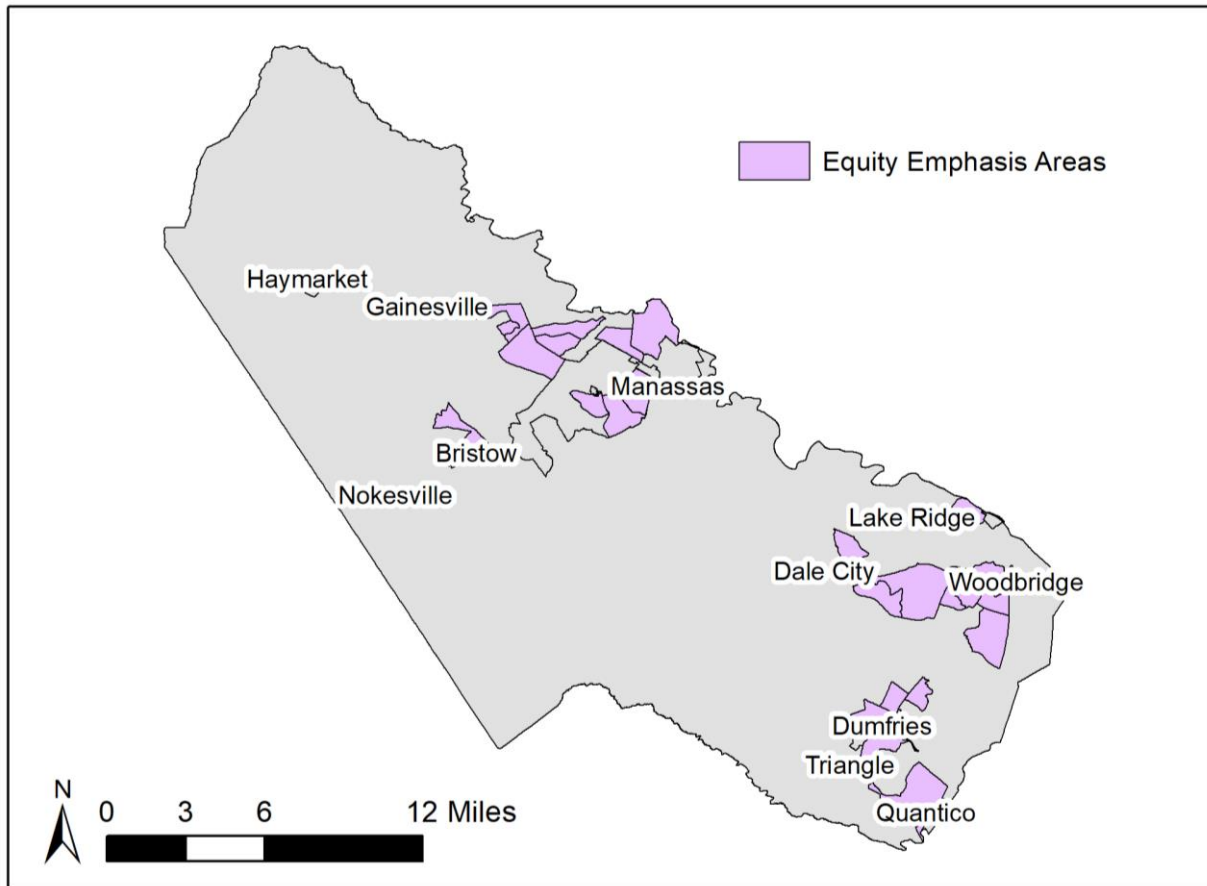 Equity Emphasis Areas
Haymarket
Gainesville
Manassas
Bristow
Nokesville
Lake Ridge
Dale City
Woodbridge
Dumfries
Triangle
Quantico
N
0 3 6 12 Miles